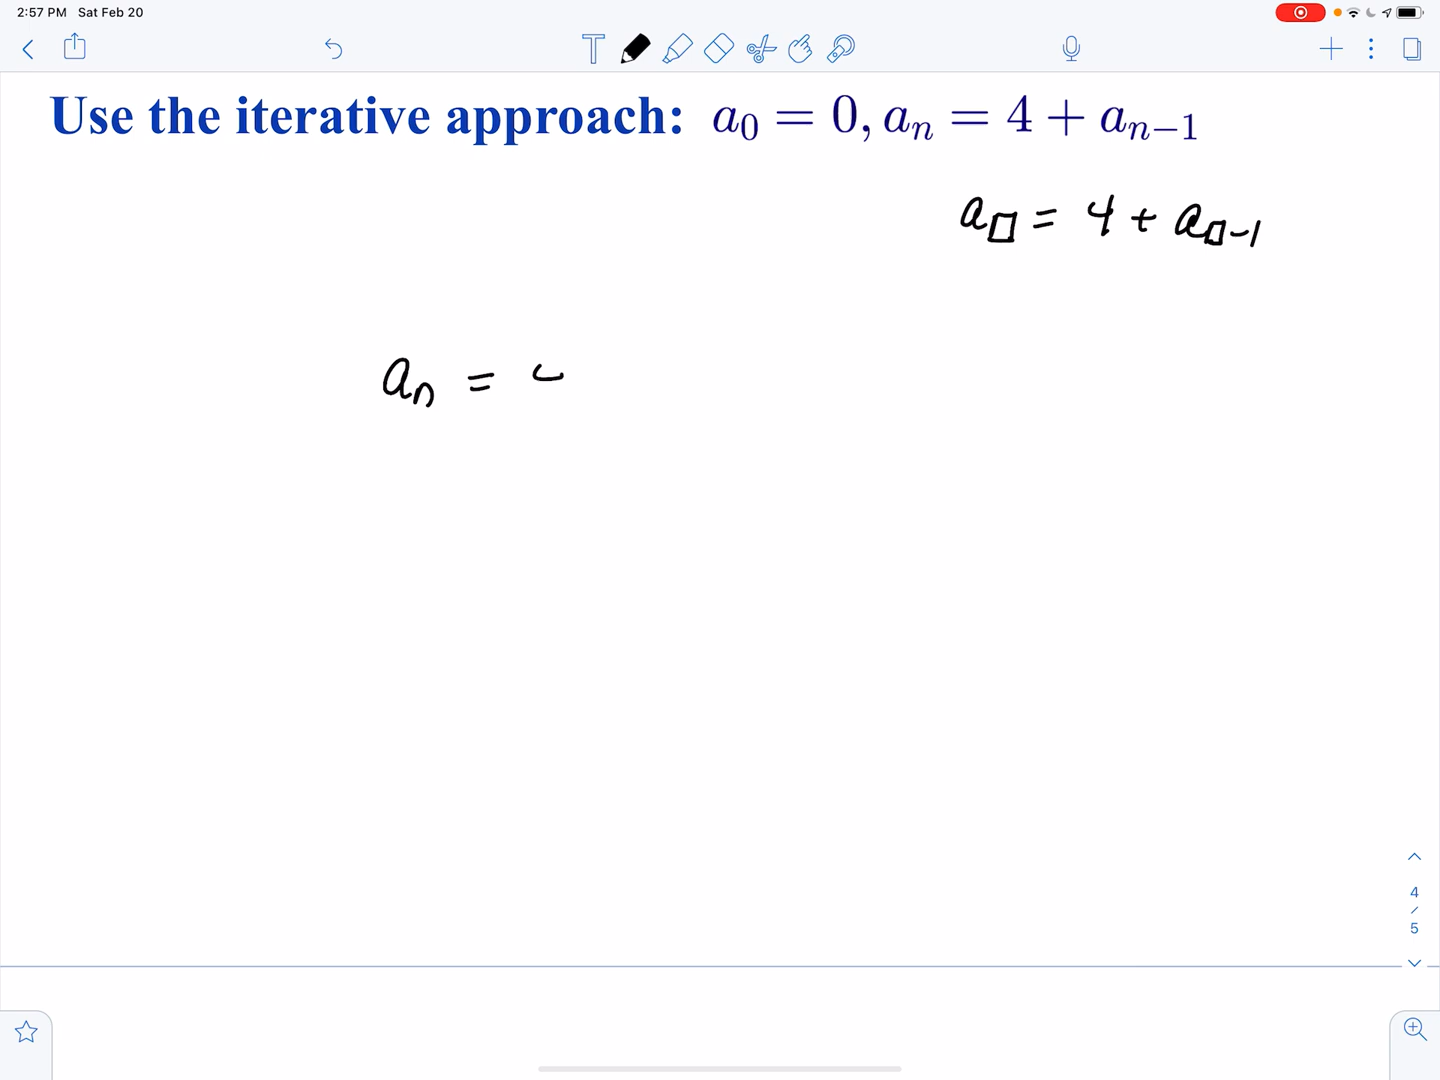 2:57 PM Sat Feb 20
T
Use the iterative approach: a₀ = 0, aₙ = 4 + aₙ₋₁
a□ = 4 + a□₋₁
aₙ =
4
/
5